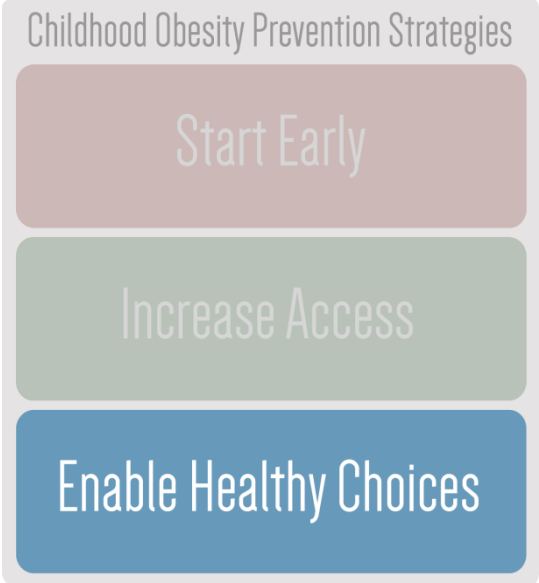 Childhood Obesity Prevention Strategies
Start Early
Increase Access
Enable Healthy Choices